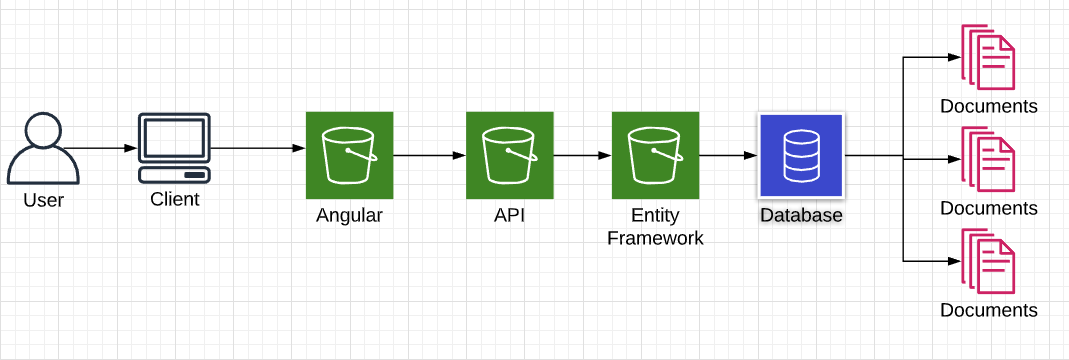 User
Client
Angular
API
Entity
Framework
Database
Documents
Documents
Documents